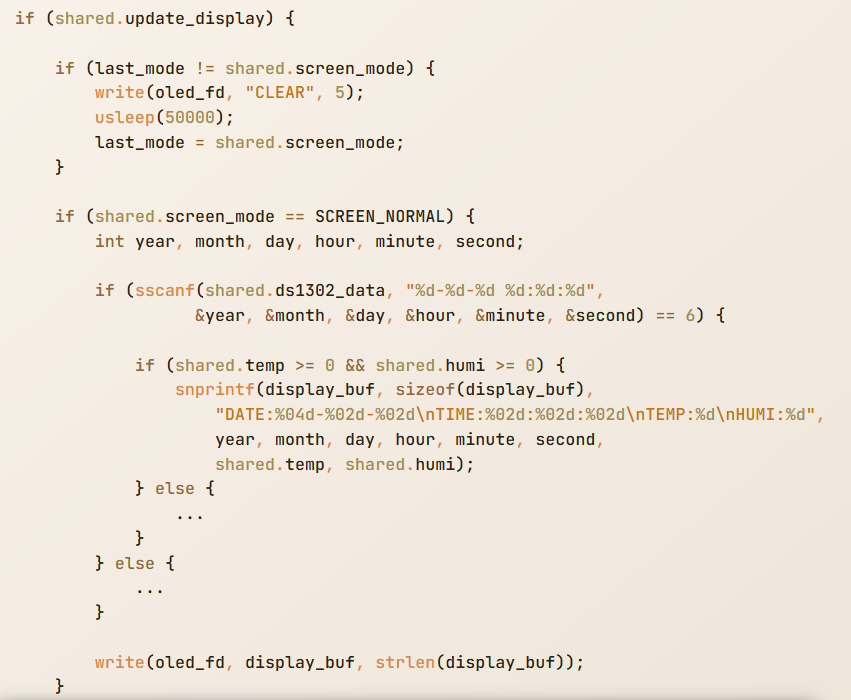 if (shared.update_display) {
if (last_mode != shared.screen_mode) {
write(oled_fd, "CLEAR", 5);
usleep(50000);
last_mode = shared.screen_mode;
}
if (shared.screen_mode == SCREEN_NORMAL) {
int year, month, day, hour, minute, second;
if (sscanf(shared.ds1302_data, "%d-%d-%d %d:%d:%d",
&year, &month, &day, &hour, &minute, &second) == 6) {
if (shared.temp >= 0 && shared.humi >= 0) {
snprintf(display_buf, sizeof(display_buf),
"DATE:%04d-%02d-%02d\nTIME:%02d:%02d:%02d\nTEMP:%d\nHUMI:%d",
year, month, day, hour, minute, second,
shared.temp, shared.humi);
} else {
...
}
} else {
...
}
write(oled_fd, display_buf, strlen(display_buf));
}